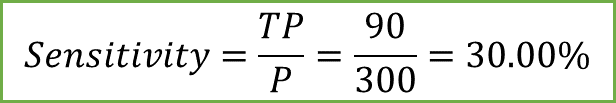 Sensitivity = TP/P = 90/300 = 30.00%